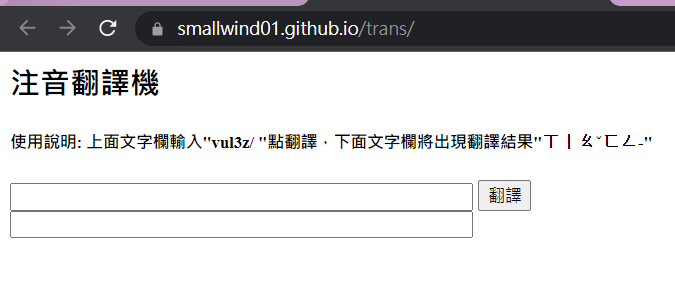 smallwind01.github.io/trans/
注音翻譯機
使用說明: 上面文字欄輸入"vul3z/ "點翻譯，下面文字欄將出現翻譯結果"ㄒㄧㄠˇㄈㄥ-"
翻譯